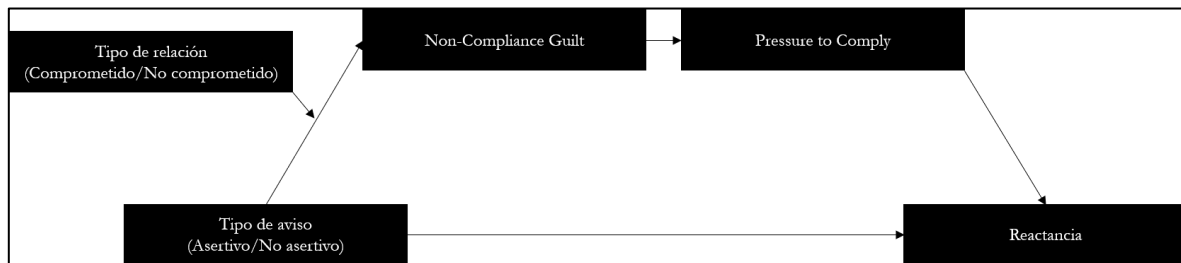 Tipo de relación
(Comprometido/No comprometido)
Non-Compliance Guilt
Pressure to Comply
Tipo de aviso
(Asertivo/No asertivo)
Reactancia